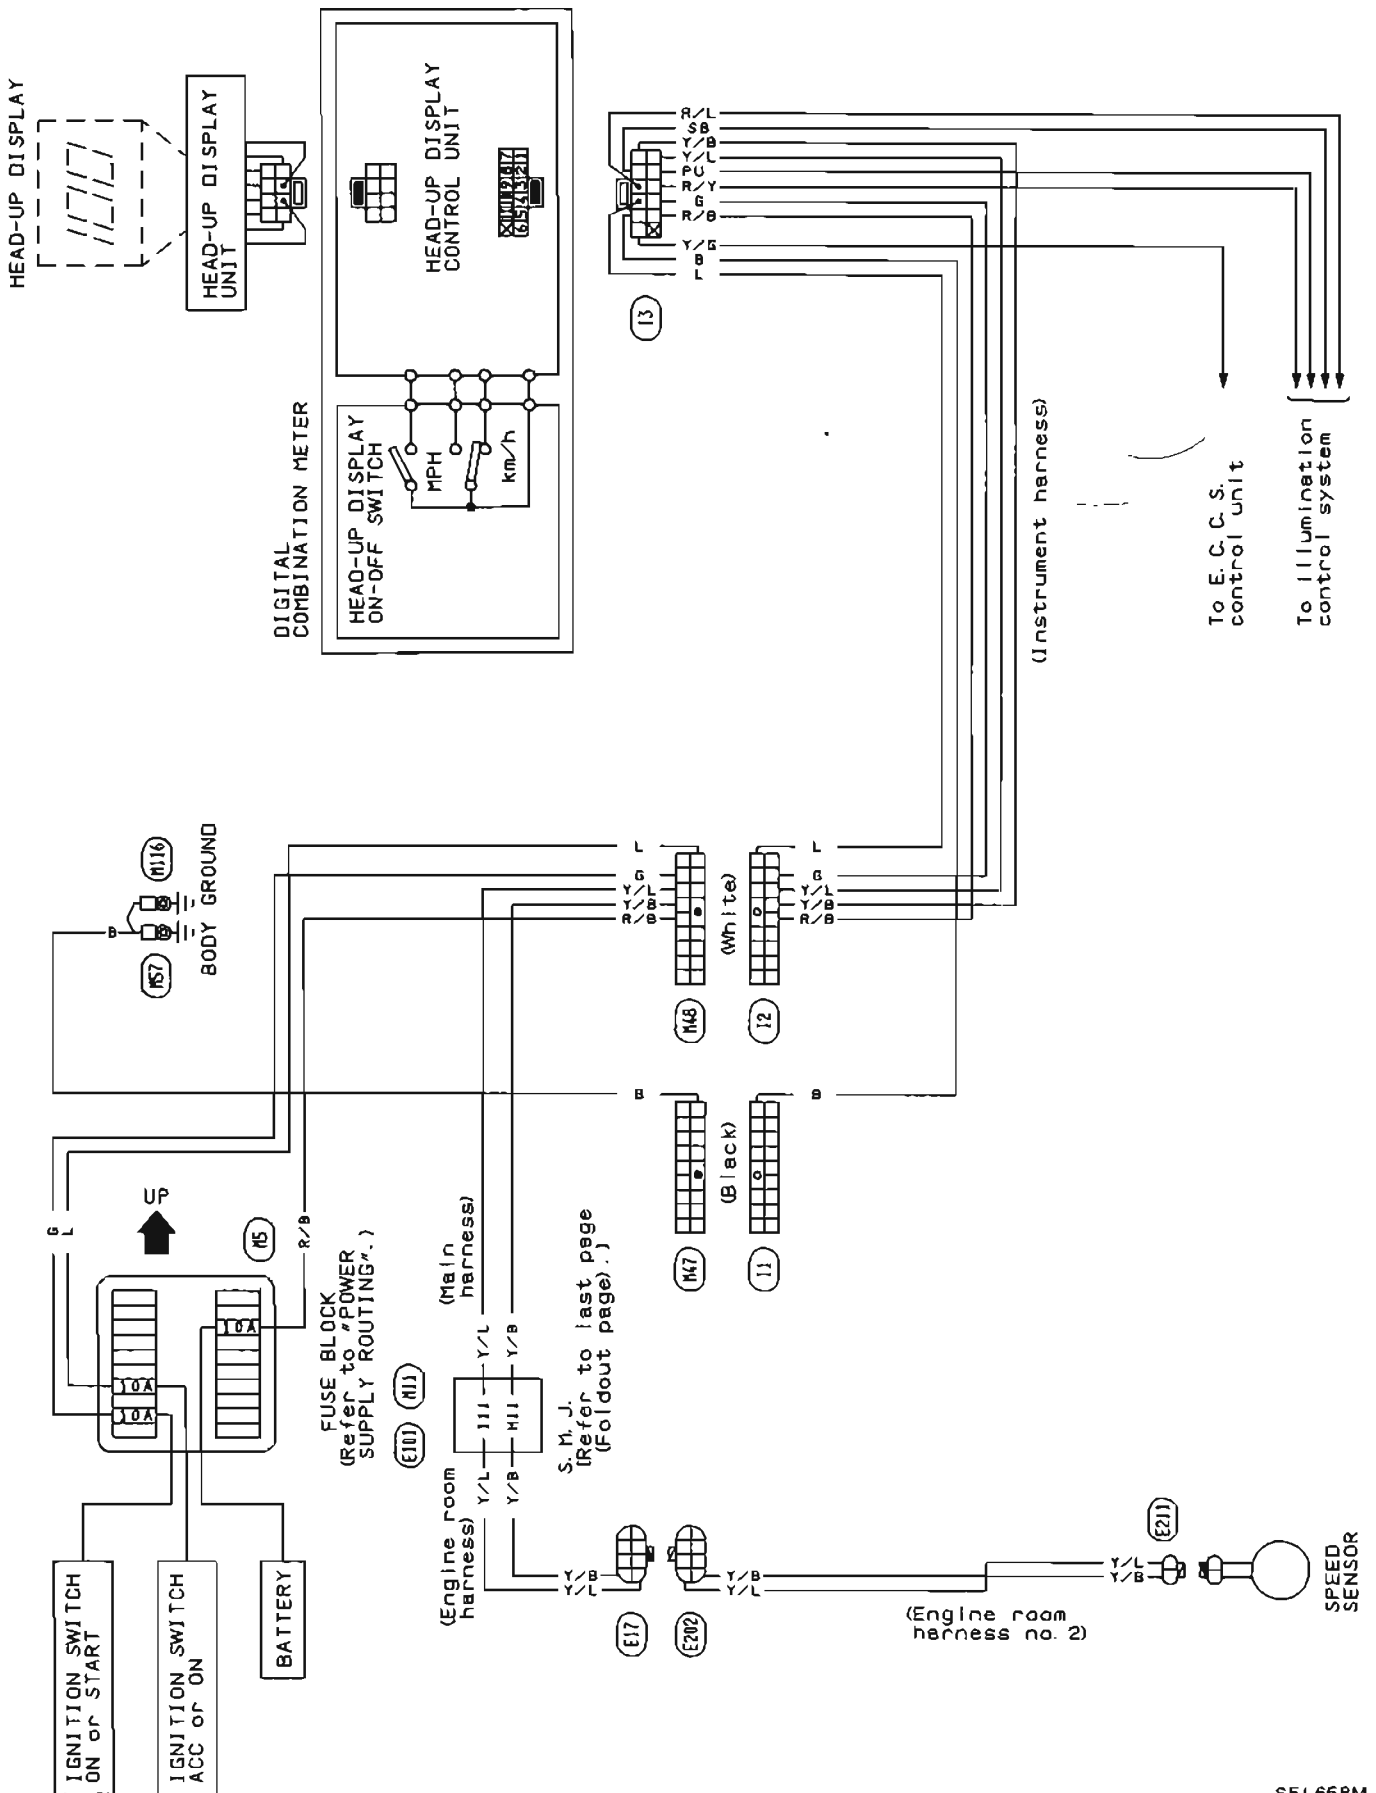 HEAD-UP DISPLAY
HEAD-UP DISPLAY
UNIT
HEAD-UP DISPLAY
CONTROL UNIT
DIGITAL
COMBINATION METER
HEAD-UP DISPLAY
ON-OFF SWITCH
MPH
km/h
R/L
SB
Y/B
Y/L
PU
R/Y
G
R/B
Y/G
B
L
I3
(Instrument harness)
To E.C.C.S.
control unit
To illumination
control system
M116
M57
BODY GROUND
B
L
G
Y/L
Y/B
R/B
L
G
Y/L
Y/B
R/B
(White)
M48
I2
B
B
(Black)
M47
I1
UP
G
L
M5
R/B
10A
10A
10A
FUSE BLOCK
(Refer to "POWER
SUPPLY ROUTING".)
M11
E101
(Main
harness)
Y/L
Y/B
I11
M11
S.M.J.
(Refer to last page
(Foldout page).)
Y/L
Y/B
(Engine room
harness)
Y/B
Y/L
E17
E202
Y/B
Y/L
(Engine room
harness no. 2)
Y/L
Y/B
E211
SPEED
SENSOR
IGNITION SWITCH
ON or START
IGNITION SWITCH
ACC or ON
BATTERY